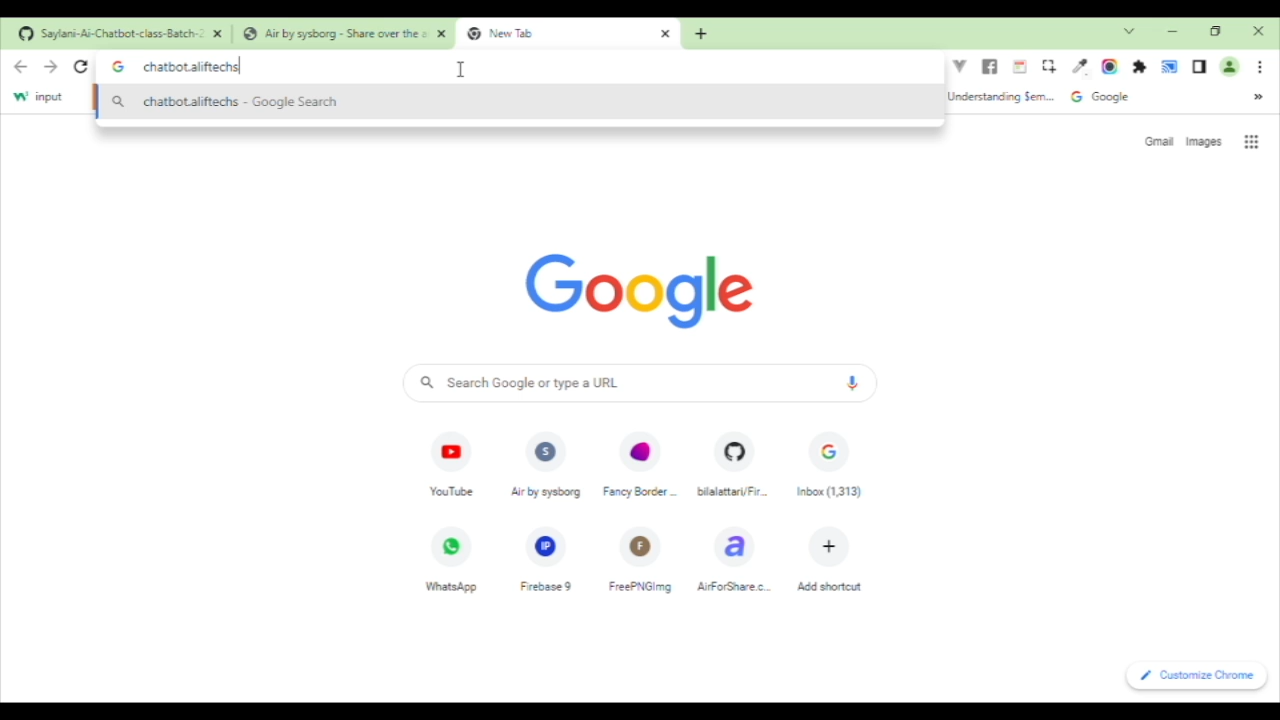 Saylani-Ai-Chatbot-class-Batch-2
Air by sysborg - Share over the a
New Tab
chatbot.aliftechs
input
chatbot.aliftechs - Google Search
Understanding $em...
Google
Gmail
Images
Google
Search Google or type a URL
YouTube
Air by sysborg
Fancy Border ...
bilalattari/Fir...
Inbox (1,313)
WhatsApp
Firebase 9
FreePNGImg
AirForShare.c...
Add shortcut
Customize Chrome